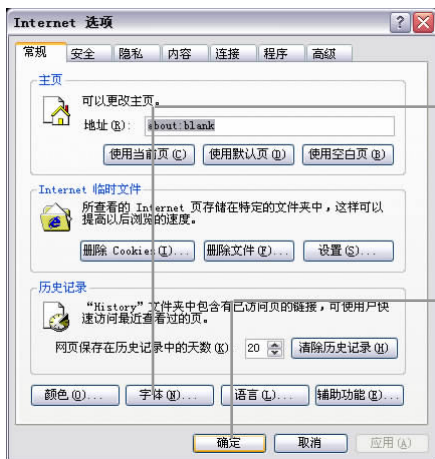 Internet 选项
常规 安全 隐私 内容 连接 程序 高级
主页
可以更改主页。
地址(R): about:blank
使用当前页(C) 使用默认页(D) 使用空白页(B)
Internet 临时文件
所查看的 Internet 页存储在特定的文件夹中，这样可以
提高以后浏览的速度。
删除 Cookies(I)... 删除文件(F)... 设置(S)...
历史记录
“History”文件夹中包含有已访问页的链接，可使用户快
速访问最近查看过的页。
网页保存在历史记录中的天数(K): 20 清除历史记录(H)
颜色(O)... 字体(N)... 语言(L)... 辅助功能(E)...
确定 取消 应用(A)